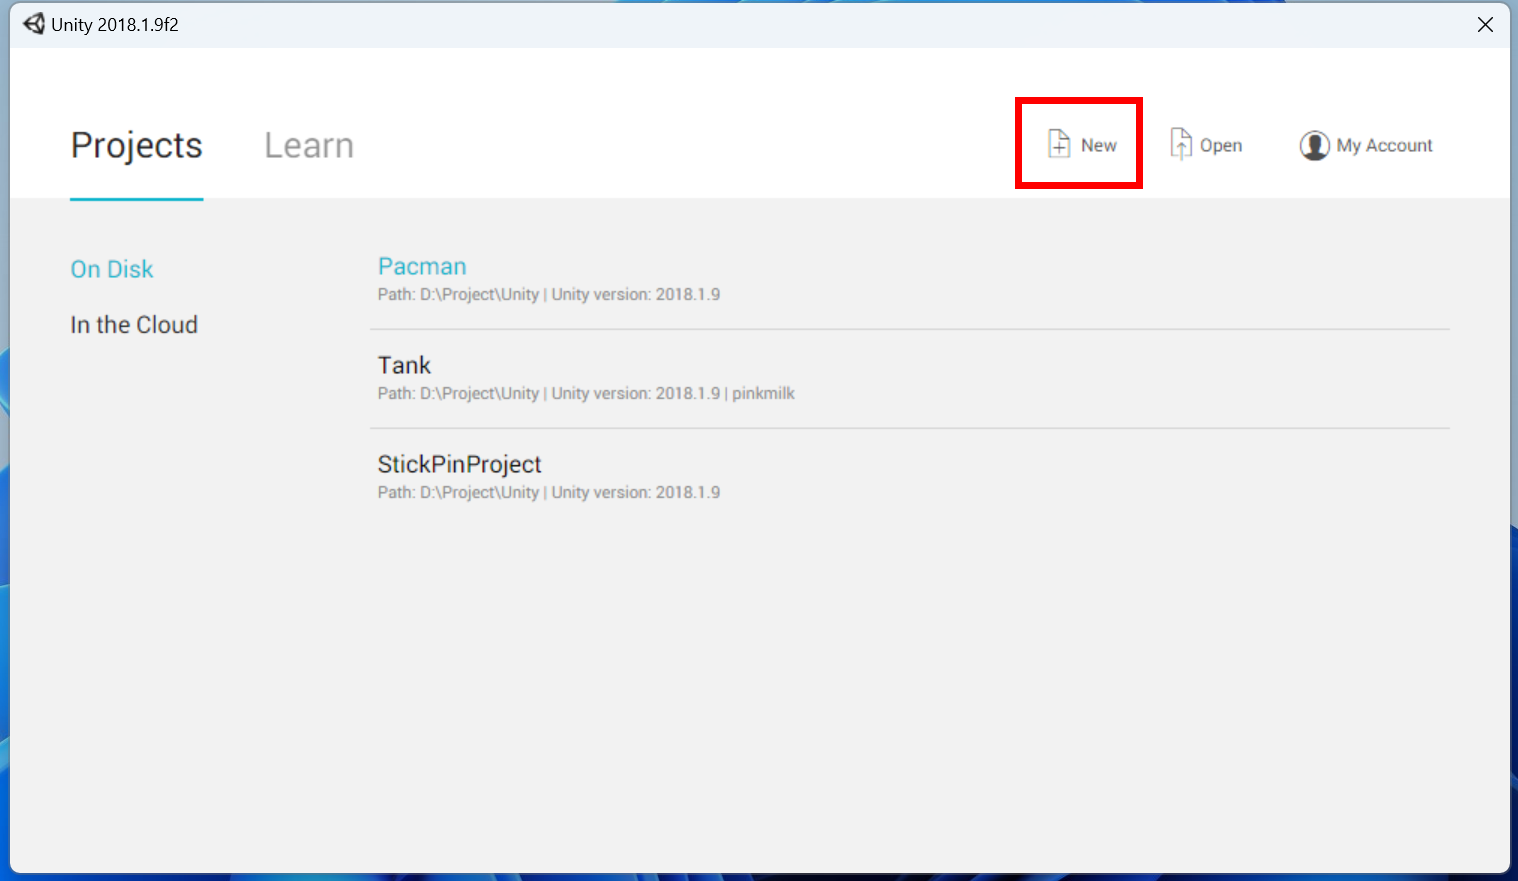 Unity 2018.1.9f2
Projects
Learn
New
Open
My Account
On Disk
In the Cloud
Pacman
Path: D:\Project\Unity | Unity version: 2018.1.9
Tank
Path: D:\Project\Unity | Unity version: 2018.1.9 | pinkmilk
StickPinProject
Path: D:\Project\Unity | Unity version: 2018.1.9